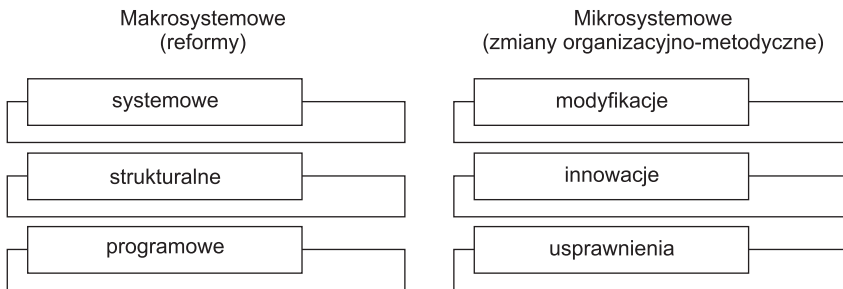 Makrosystemowe
(reformy)
systemowe
strukturalne
programowe
Mikrosystemowe
(zmiany organizacyjno-metodyczne)
modyfikacje
innowacje
usprawnienia